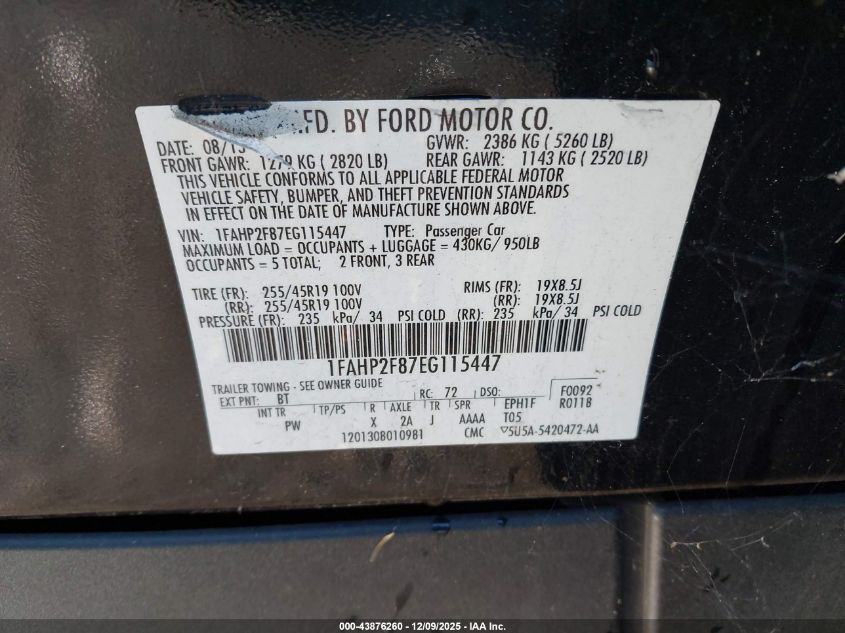 MFD. BY FORD MOTOR CO.
DATE: 08/13 GVWR: 2386 KG ( 5260 LB)
FRONT GAWR: 1279 KG ( 2820 LB) REAR GAWR: 1143 KG ( 2520 LB)
THIS VEHICLE CONFORMS TO ALL APPLICABLE FEDERAL MOTOR
VEHICLE SAFETY, BUMPER, AND THEFT PREVENTION STANDARDS
IN EFFECT ON THE DATE OF MANUFACTURE SHOWN ABOVE.
VIN: 1FAHP2F87EG115447 TYPE: Passenger Car
MAXIMUM LOAD = OCCUPANTS + LUGGAGE = 430KG/ 950LB
OCCUPANTS = 5 TOTAL; 2 FRONT, 3 REAR
TIRE (FR): 255/45R19 100V RIMS (FR): 19X8.5J
(RR): 255/45R19 100V (RR): 19X8.5J
PRESSURE (FR): 235 kPa/ 34 PSI COLD (RR): 235 kPa/ 34 PSI COLD
1FAHP2F87EG115447
TRAILER TOWING - SEE OWNER GUIDE
EXT PNT: BT RC: 72 DSO: F0092
INT TR TP/PS R AXLE TR SPR EPH1F R011B
PW X 2A J AAAA T05
120130B010981 CMC 5U5A-5420472-AA
000-43876260 - 12/09/2025 - IAA Inc.